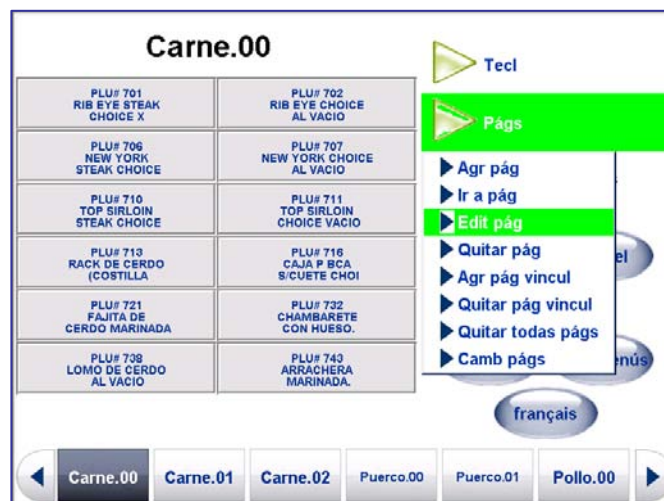 Carne.00
Tecl
PLU# 701
RIB EYE STEAK
CHOICE X
PLU# 702
RIB EYE CHOICE
AL VACIO
Págs
PLU# 706
NEW YORK
STEAK CHOICE
PLU# 707
NEW YORK CHOICE
AL VACIO
Agr pág
Ir a pág
PLU# 710
TOP SIRLOIN
STEAK CHOICE
PLU# 711
TOP SIRLOIN
CHOICE VACIO
Edit pág
Quitar pág
PLU# 713
RACK DE CERDO
(COSTILLA
PLU# 716
CAJA P BCA
S/CUETE CHOI
Agr pág vincul
Quitar pág vincul
PLU# 721
FAJITA DE
CERDO MARINADA
PLU# 732
CHAMBARETE
CON HUESO.
Quitar todas págs
Camb págs
PLU# 738
LOMO DE CERDO
AL VACIO
PLU# 743
ARRACHERA
MARINADA.
français
Carne.00
Carne.01
Carne.02
Puerco.00
Puerco.01
Pollo.00